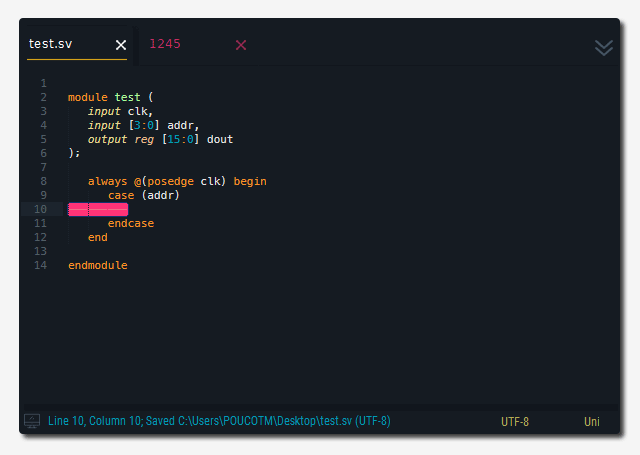 test.sv × 1245 ×
1
2 module test (
3 input clk,
4 input [3:0] addr,
5 output reg [15:0] dout
6 );
7
8 always @(posedge clk) begin
9 case (addr)
10
11 endcase
12 end
13
14 endmodule
Line 10, Column 10; Saved C:\Users\POUCOTM\Desktop\test.sv (UTF-8) UTF-8 Uni